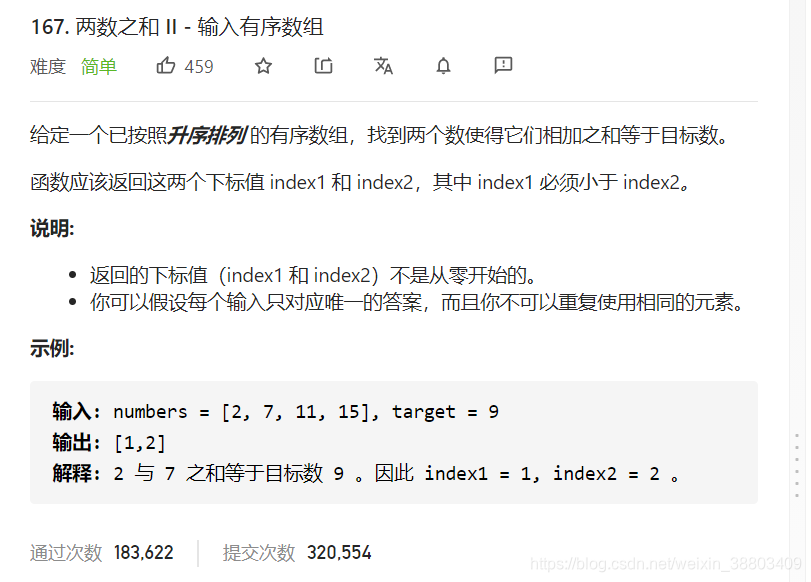 167. 两数之和 II - 输入有序数组
难度 简单 459
给定一个已按照升序排列 的有序数组，找到两个数使得它们相加之和等于目标数。
函数应该返回这两个下标值 index1 和 index2，其中 index1 必须小于 index2。
说明:
返回的下标值（index1 和 index2）不是从零开始的。
你可以假设每个输入只对应唯一的答案，而且你不可以重复使用相同的元素。
示例:
输入: numbers = [2, 7, 11, 15], target = 9
输出: [1,2]
解释: 2 与 7 之和等于目标数 9 。因此 index1 = 1, index2 = 2 。
通过次数 183,622 提交次数 320,554
https://blog.csdn.net/weixin_38803409